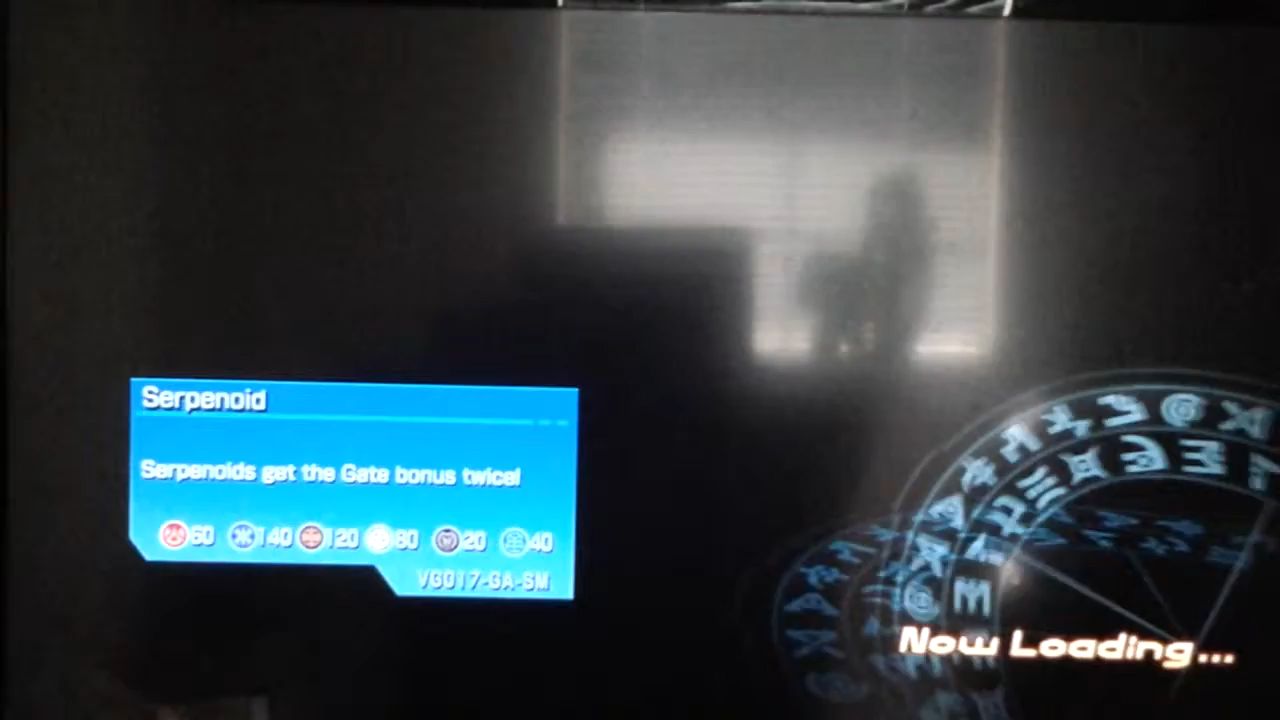 Serpenoid
Serpenoids get the Gate bonus twice!
60 140 120 80 20 40
VG017-GA-SM
Now Loading...